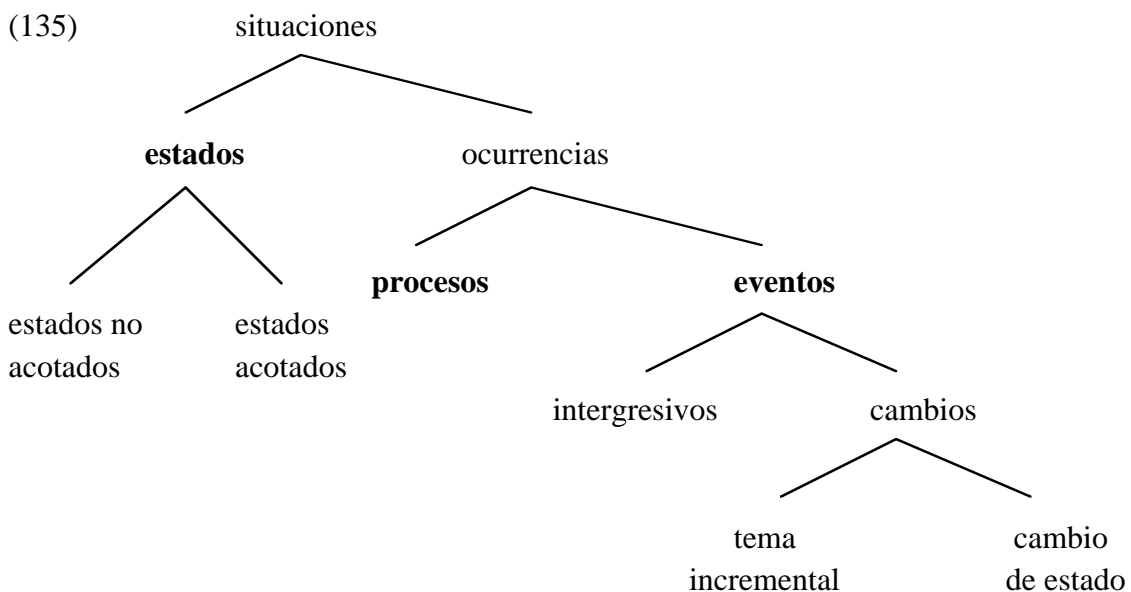 (135) situaciones
estados ocurrencias
procesos eventos
estados no estados
acotados acotados
intergresivos cambios
tema cambio
incremental de estado